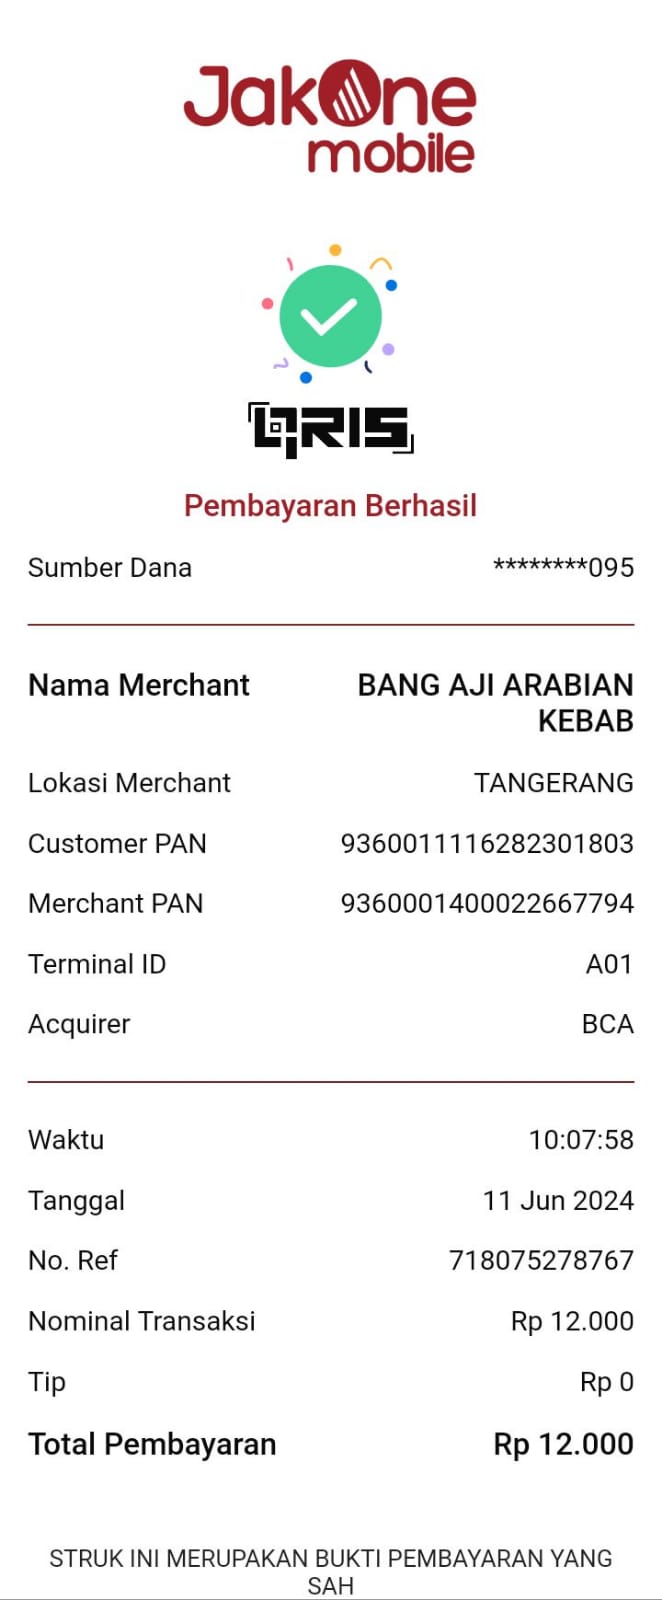 JakOne
mobile
QRIS
Pembayaran Berhasil
Sumber Dana ********095
Nama Merchant BANG AJI ARABIAN
KEBAB
Lokasi Merchant TANGERANG
Customer PAN 9360011116282301803
Merchant PAN 9360001400022667794
Terminal ID A01
Acquirer BCA
Waktu 10:07:58
Tanggal 11 Jun 2024
No. Ref 718075278767
Nominal Transaksi Rp 12.000
Tip Rp 0
Total Pembayaran Rp 12.000
STRUK INI MERUPAKAN BUKTI PEMBAYARAN YANG
SAH